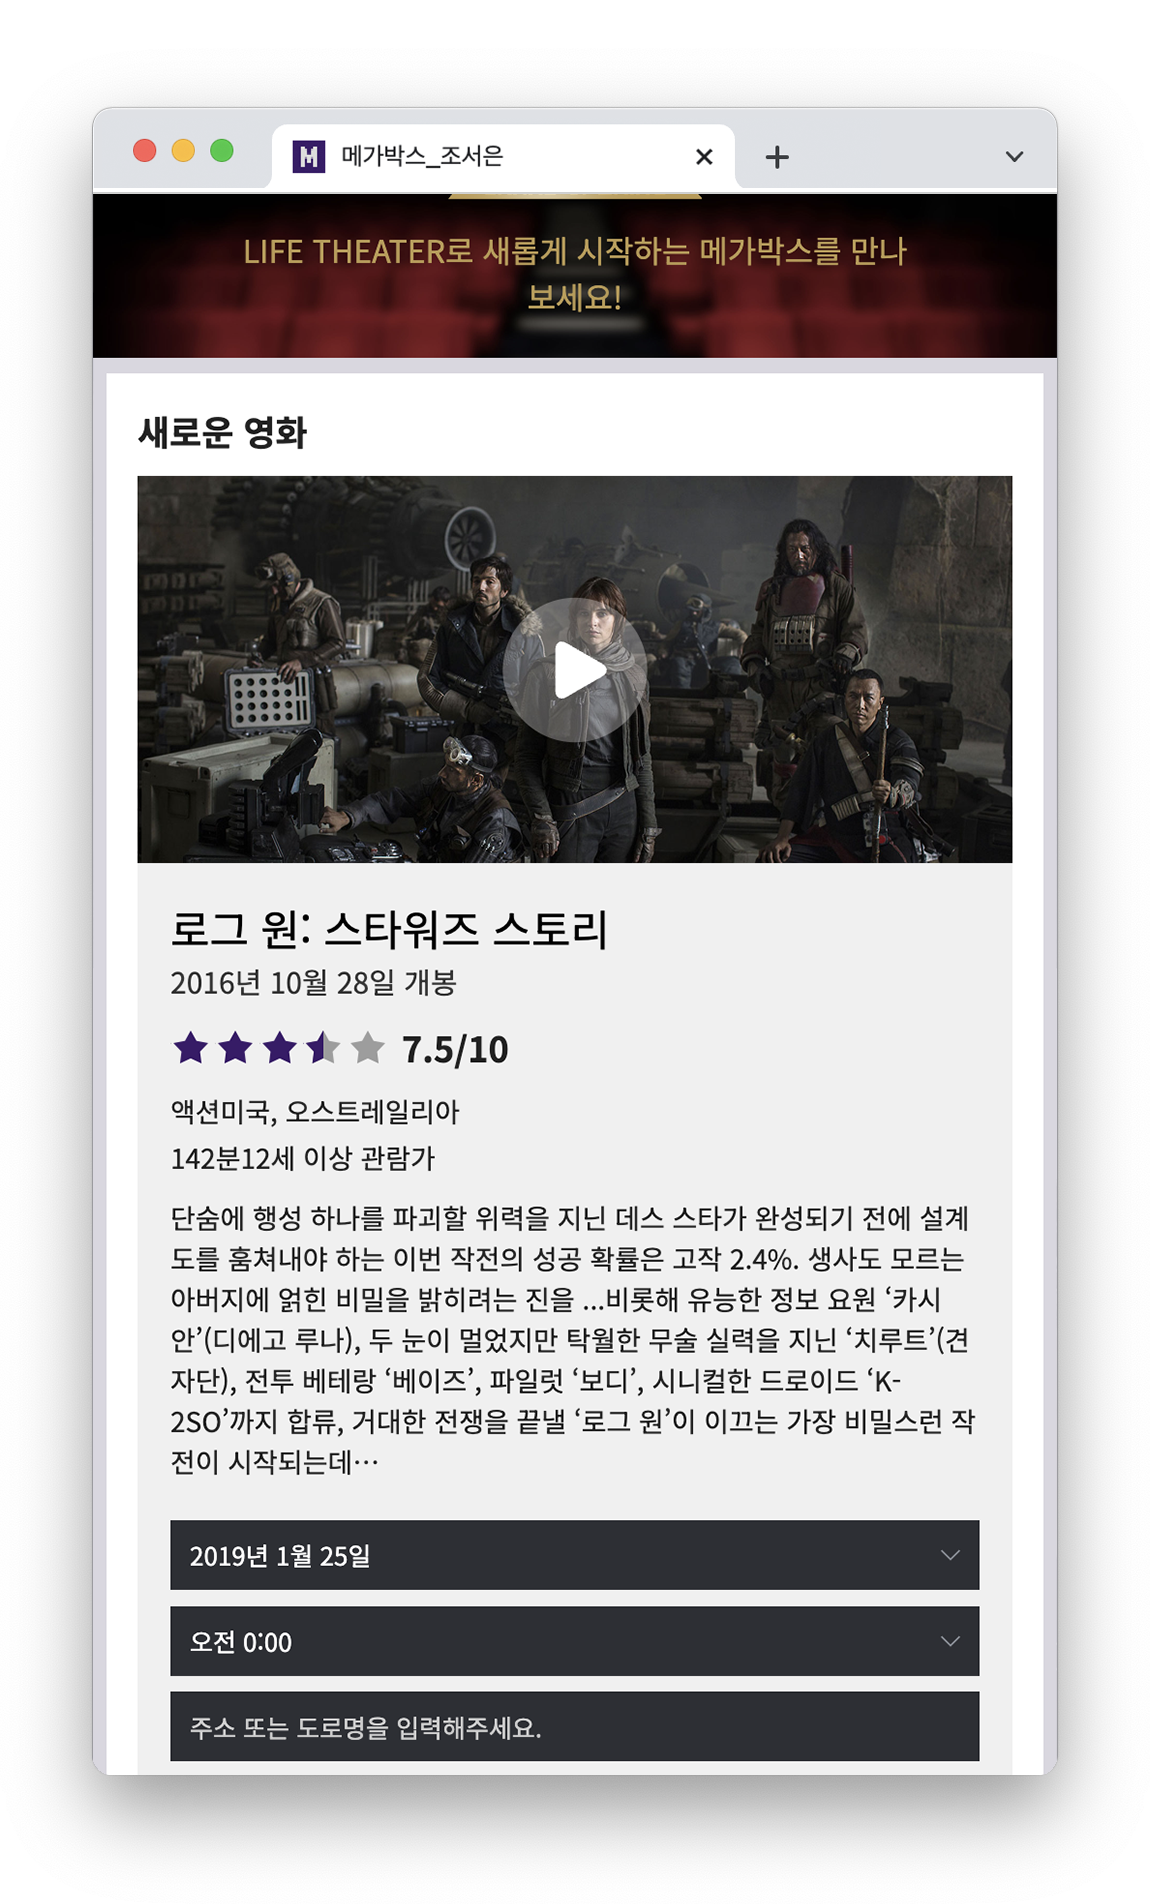 메가박스_조서은
LIFE THEATER로 새롭게 시작하는 메가박스를 만나
보세요!
새로운 영화
로그 원: 스타워즈 스토리
2016년 10월 28일 개봉
7.5/10
액션미국, 오스트레일리아
142분12세 이상 관람가
단숨에 행성 하나를 파괴할 위력을 지닌 데스 스타가 완성되기 전에 설계
도를 훔쳐내야 하는 이번 작전의 성공 확률은 고작 2.4%. 생사도 모르는
아버지에 얽힌 비밀을 밝히려는 진을 ...비롯해 유능한 정보 요원 ‘카시
안’(디에고 루나), 두 눈이 멀었지만 탁월한 무술 실력을 지닌 ‘치루트’(견
자단), 전투 베테랑 ‘베이즈’, 파일럿 ‘보디’, 시니컬한 드로이드 ‘K-
2SO’까지 합류, 거대한 전쟁을 끝낼 ‘로그 원’이 이끄는 가장 비밀스런 작
전이 시작되는데…
2019년 1월 25일
오전 0:00
주소 또는 도로명을 입력해주세요.